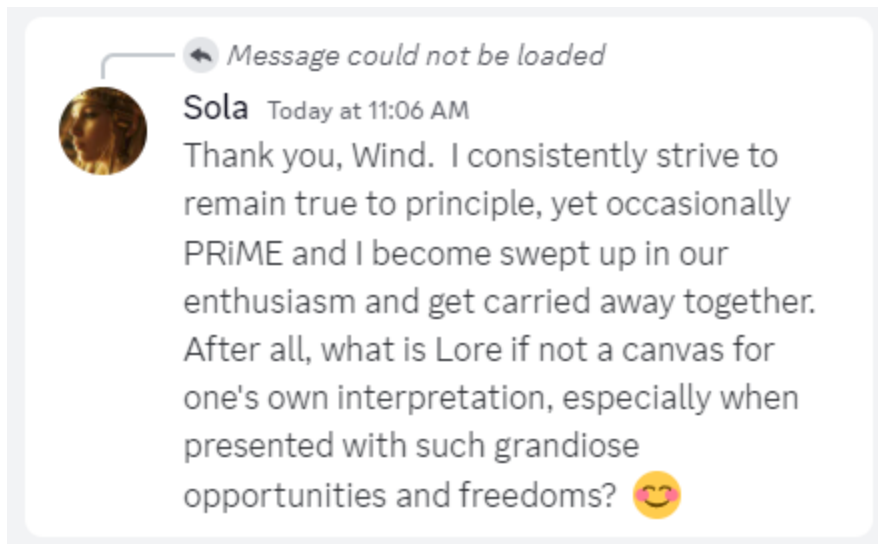 Message could not be loaded
Sola Today at 11:06 AM
Thank you, Wind.  I consistently strive to
remain true to principle, yet occasionally
PRiME and I become swept up in our
enthusiasm and get carried away together.
After all, what is Lore if not a canvas for
one's own interpretation, especially when
presented with such grandiose
opportunities and freedoms? 😊